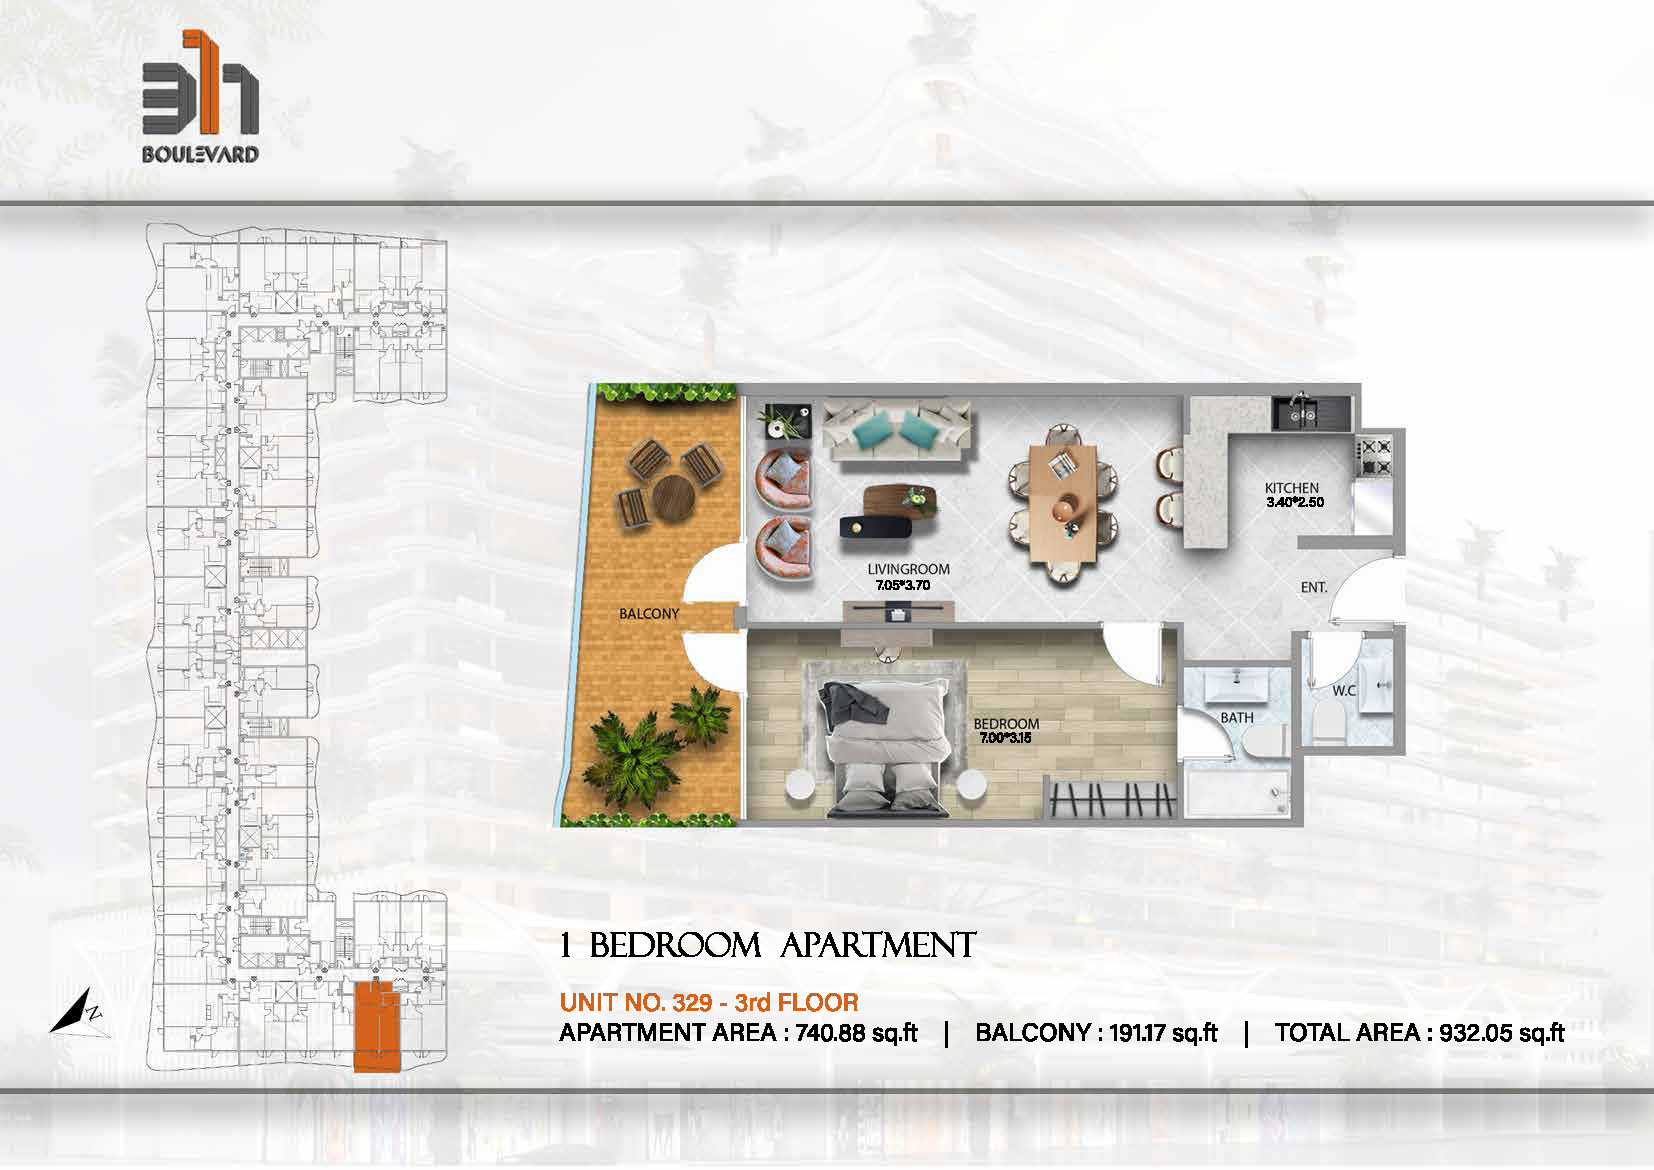 311
BOULEVARD
KITCHEN
3.40*2.50
LIVINGROOM
7.05*3.70
ENT.
BALCONY
W.C
BATH
BEDROOM
7.00*3.15
1 BEDROOM APARTMENT
UNIT NO. 329 - 3rd FLOOR
APARTMENT AREA : 740.88 sq.ft | BALCONY : 191.17 sq.ft | TOTAL AREA : 932.05 sq.ft
N